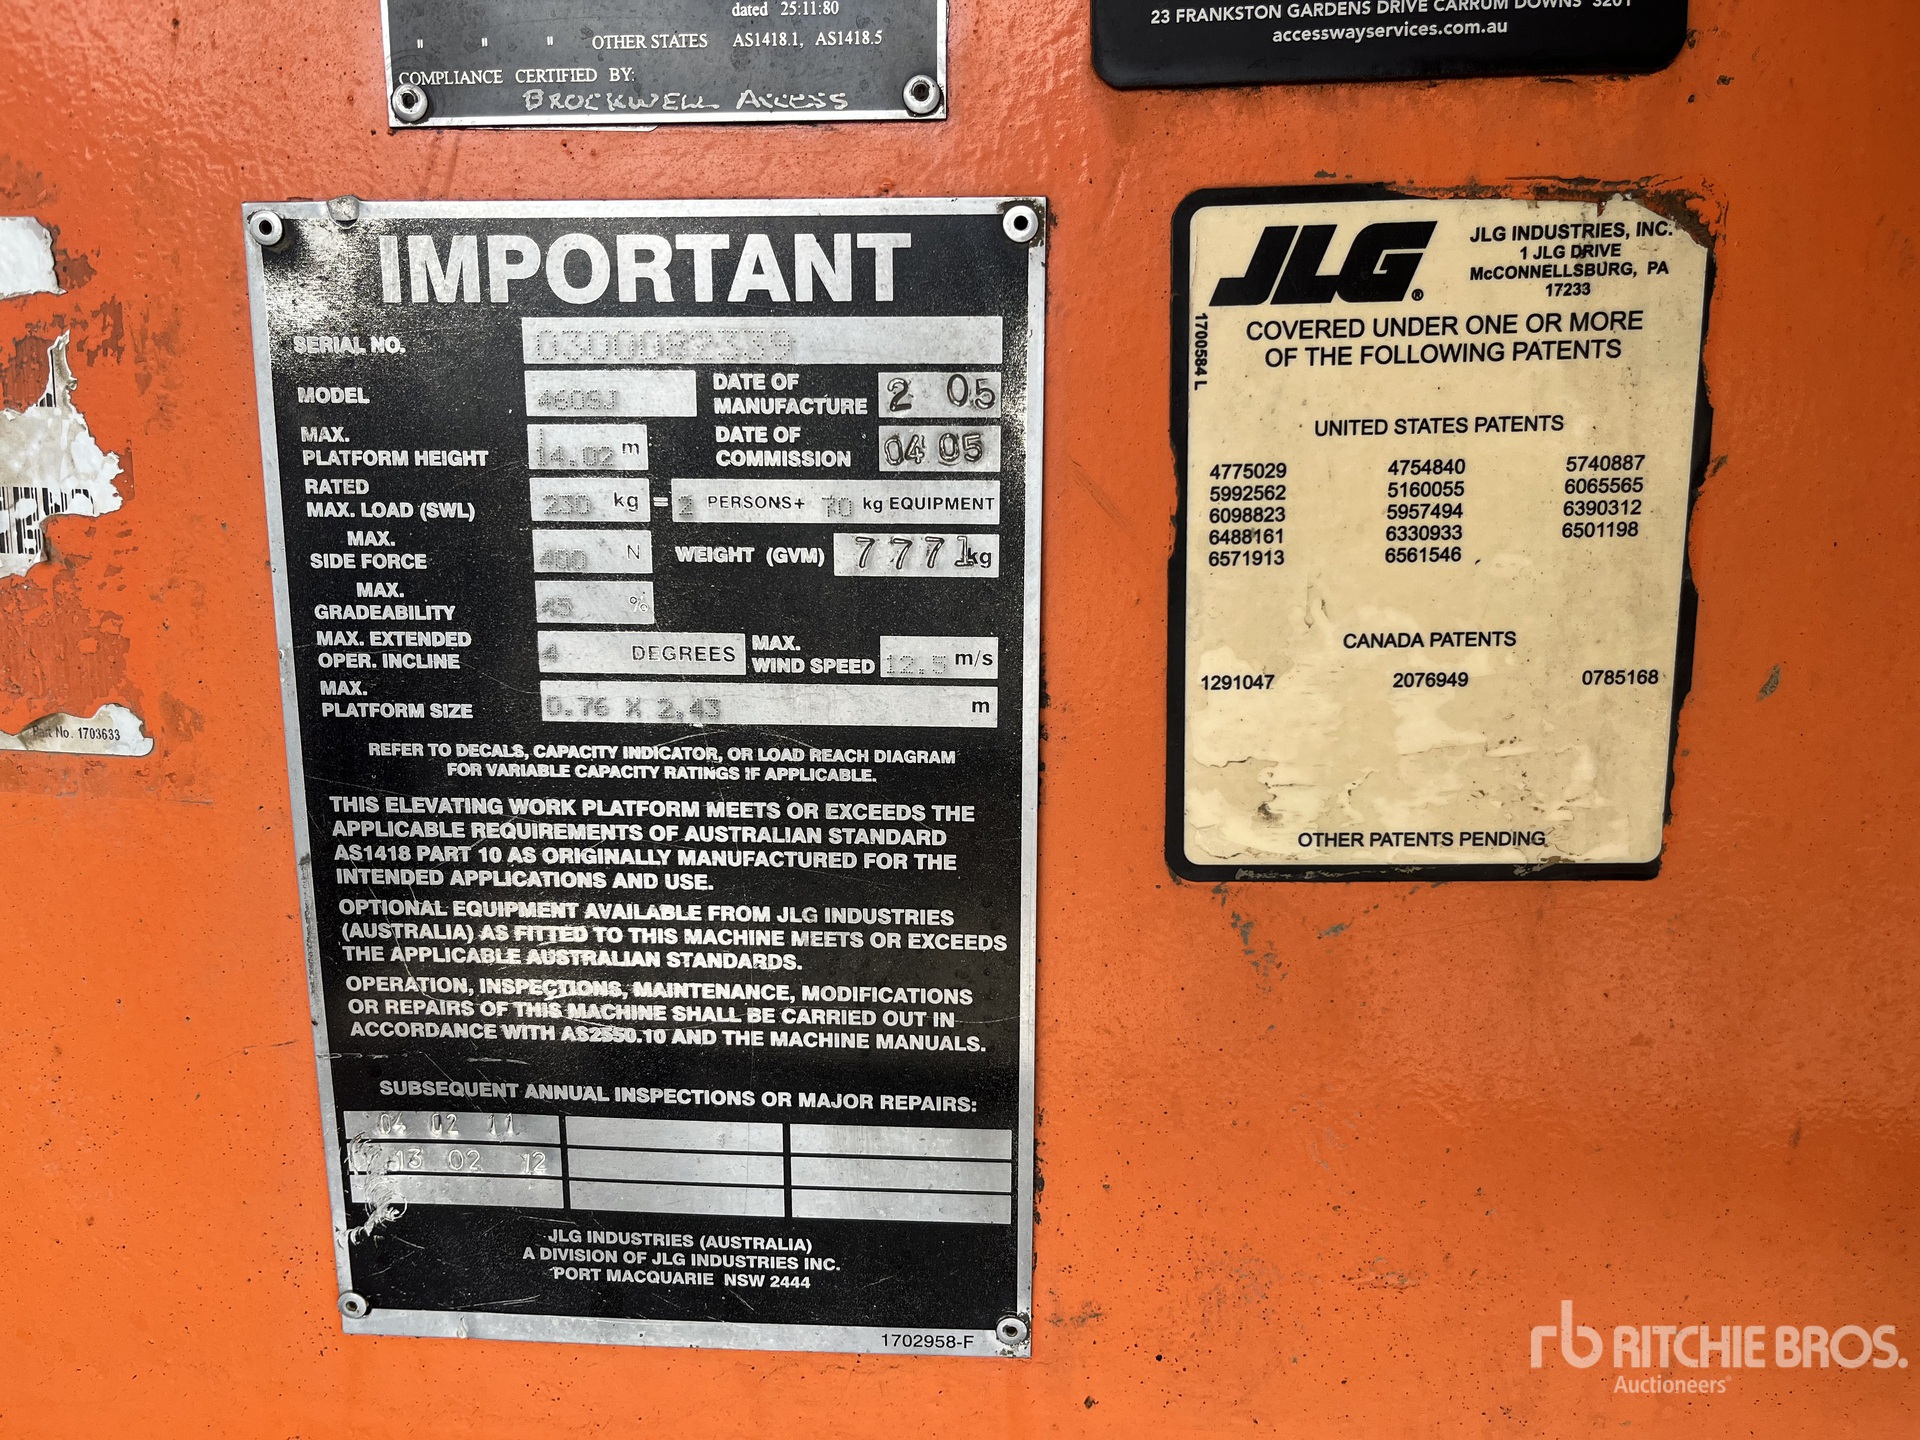 dated 25:11:80
" " " OTHER STATES AS1418.1, AS1418.5
COMPLIANCE CERTIFIED BY:
BROCKWELL ACCESS
23 FRANKSTON GARDENS DRIVE CARRUM DOWNS 3201
accesswayservices.com.au
IMPORTANT
SERIAL NO.
MODEL 460SJ
DATE OF MANUFACTURE 2 05
MAX. PLATFORM HEIGHT 14.02 m
DATE OF COMMISSION 04 05
RATED MAX. LOAD (SWL) 230 kg = 2 PERSONS+ 70 kg EQUIPMENT
MAX. SIDE FORCE 400 N
WEIGHT (GVM) 7771 kg
MAX. GRADEABILITY 45 %
MAX. EXTENDED OPER. INCLINE 4 DEGREES
MAX. WIND SPEED 12.5 m/s
MAX. PLATFORM SIZE 0.76 X 2.43 m
REFER TO DECALS, CAPACITY INDICATOR, OR LOAD REACH DIAGRAM
FOR VARIABLE CAPACITY RATINGS IF APPLICABLE.
THIS ELEVATING WORK PLATFORM MEETS OR EXCEEDS THE
APPLICABLE REQUIREMENTS OF AUSTRALIAN STANDARD
AS1418 PART 10 AS ORIGINALLY MANUFACTURED FOR THE
INTENDED APPLICATIONS AND USE.
OPTIONAL EQUIPMENT AVAILABLE FROM JLG INDUSTRIES
(AUSTRALIA) AS FITTED TO THIS MACHINE MEETS OR EXCEEDS
THE APPLICABLE AUSTRALIAN STANDARDS.
OPERATION, INSPECTIONS, MAINTENANCE, MODIFICATIONS
OR REPAIRS OF THIS MACHINE SHALL BE CARRIED OUT IN
ACCORDANCE WITH AS2550.10 AND THE MACHINE MANUALS.
SUBSEQUENT ANNUAL INSPECTIONS OR MAJOR REPAIRS:
04 02 11
13 02 12
JLG INDUSTRIES (AUSTRALIA)
A DIVISION OF JLG INDUSTRIES INC.
PORT MACQUARIE NSW 2444
1702958-F
JLG®
JLG INDUSTRIES, INC.
1 JLG DRIVE
McCONNELLSBURG, PA
17233
1700584 L
COVERED UNDER ONE OR MORE
OF THE FOLLOWING PATENTS
UNITED STATES PATENTS
4775029 4754840 5740887
5992562 5160055 6065565
6098823 5957494 6390312
6488161 6330933 6501198
6571913 6561546
CANADA PATENTS
1291047 2076949 0785168
OTHER PATENTS PENDING
Part No. 1703633
rb RITCHIE BROS.
Auctioneers